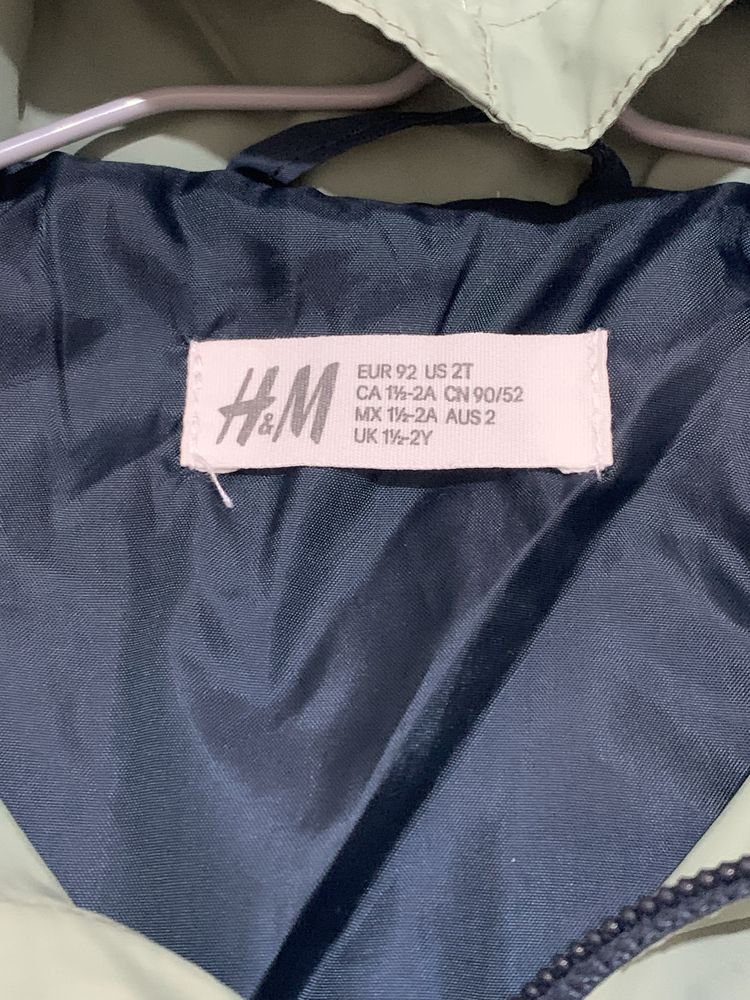 H&M
EUR 92 US 2T
CA 1½-2A CN 90/52
MX 1½-2A AUS 2
UK 1½-2Y